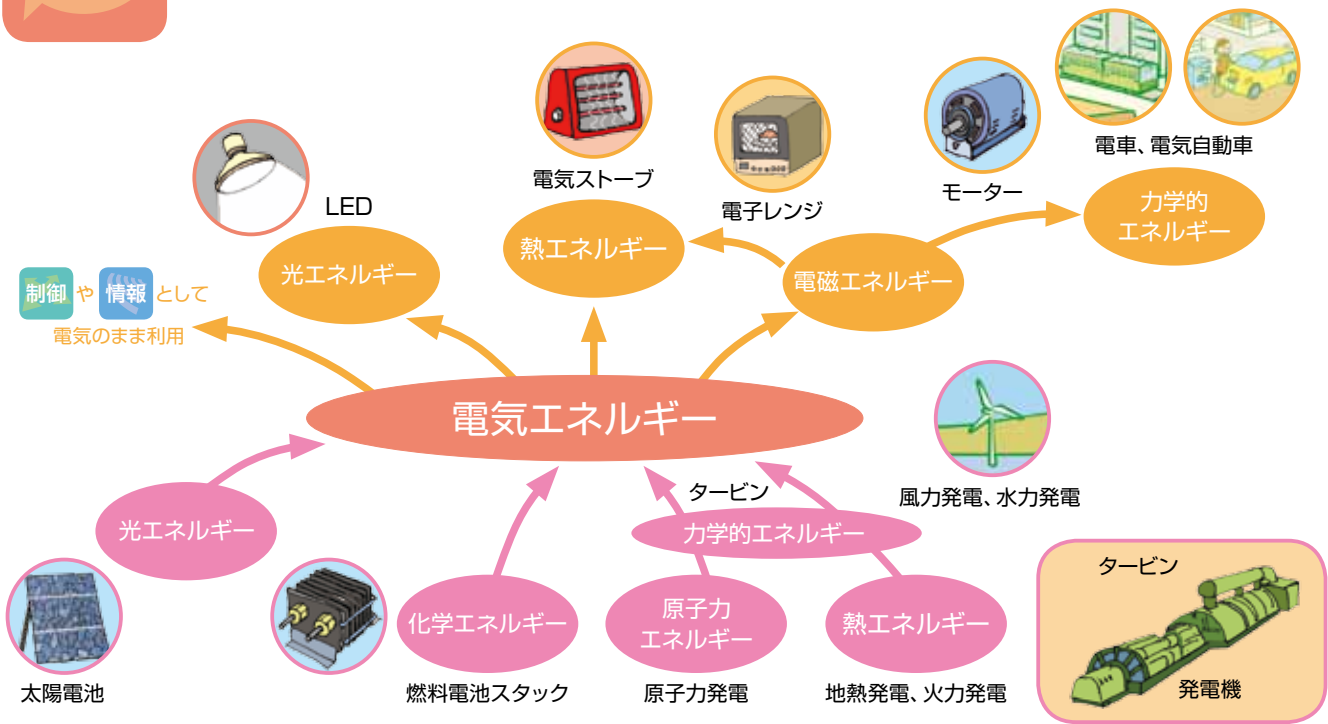 電車、電気自動車
電気ストーブ
電子レンジ
モーター
LED
力学的
エネルギー
熱エネルギー
光エネルギー
電磁エネルギー
制御や情報として
電気のまま利用
電気エネルギー
タービン
風力発電、水力発電
光エネルギー
力学的エネルギー
タービン
化学エネルギー
原子力
エネルギー
熱エネルギー
太陽電池
燃料電池スタック
原子力発電
地熱発電、火力発電
発電機